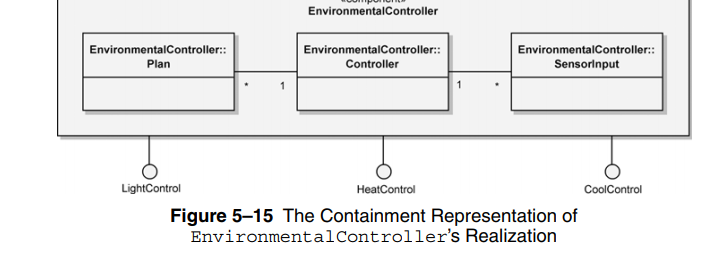 «component»
EnvironmentalController
EnvironmentalController::
Plan
EnvironmentalController::
Controller
EnvironmentalController::
SensorInput
* 1 1 *
LightControl HeatControl CoolControl
Figure 5–15 The Containment Representation of
EnvironmentalController’s Realization